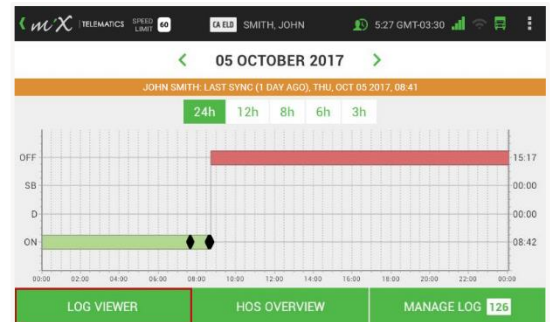 miX TELEMATICS SPEED LIMIT 60 CA ELD SMITH, JOHN 5:27 GMT-03:30
05 OCTOBER 2017
JOHN SMITH: LAST SYNC (1 DAY AGO), THU, OCT 05 2017, 08:41
24h 12h 8h 6h 3h
OFF 15:17
SB 00:00
D 00:00
ON 08:42
00:00 02:00 04:00 06:00 08:00 10:00 12:00 14:00 16:00 18:00 20:00 22:00 00:00
LOG VIEWER HOS OVERVIEW MANAGE LOG 126